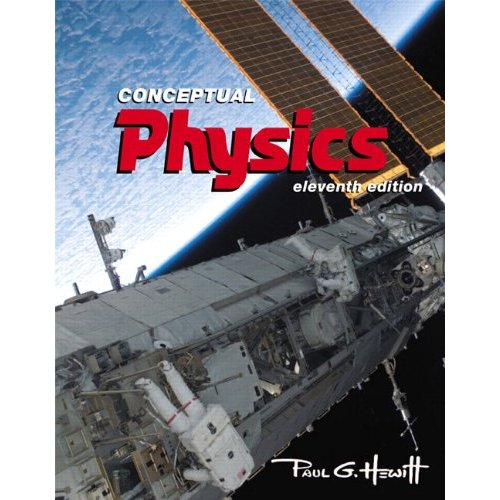 CONCEPTUAL
Physics
eleventh edition
PAUL G. HEWITT